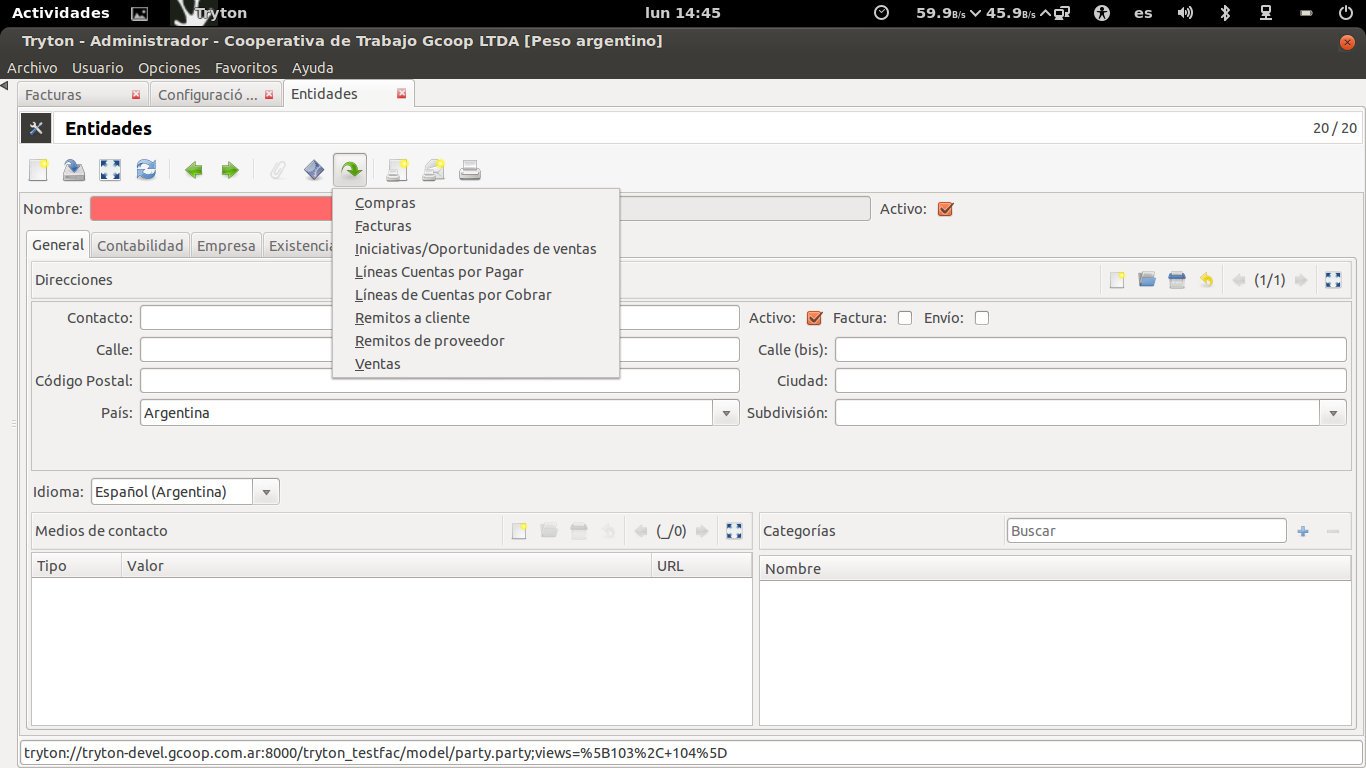 Actividades Tryton lun 14:45 59.9B/s 45.9B/s es
Tryton - Administrador - Cooperativa de Trabajo Gcoop LTDA [Peso argentino]
Archivo Usuario Opciones Favoritos Ayuda
Facturas Configuració ... Entidades
Entidades 20 / 20
Nombre: Activo:
Compras
Facturas
Iniciativas/Oportunidades de ventas
Líneas Cuentas por Pagar
Líneas de Cuentas por Cobrar
Remitos a cliente
Remitos de proveedor
Ventas
General Contabilidad Empresa Existencia
Direcciones (1/1)
Contacto: Activo: Factura: Envío:
Calle: Calle (bis):
Código Postal: Ciudad:
País: Argentina Subdivisión:
Idioma: Español (Argentina)
Medios de contacto (_/0) Categorías Buscar
Tipo Valor URL Nombre
tryton://tryton-devel.gcoop.com.ar:8000/tryton_testfac/model/party.party;views=%5B103%2C+104%5D